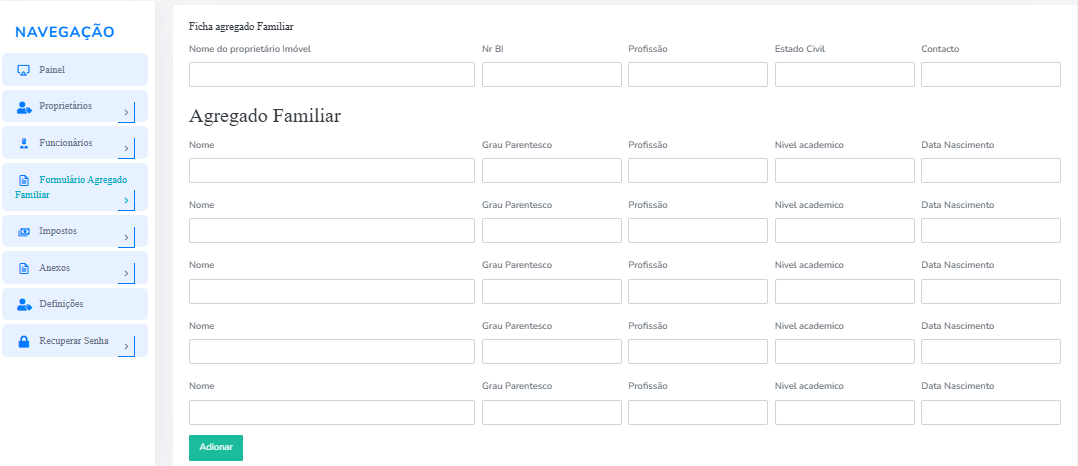 NAVEGAÇÃO
Painel
Proprietários
Funcionários
Formulário Agregado
Familiar
Impostos
Anexos
Definições
Recuperar Senha
Ficha agregado Familiar
Nome do proprietário Imóvel Nr BI Profissão Estado Civil Contacto
Agregado Familiar
Nome Grau Parentesco Profissão Nivel academico Data Nascimento
Nome Grau Parentesco Profissão Nivel academico Data Nascimento
Nome Grau Parentesco Profissão Nivel academico Data Nascimento
Nome Grau Parentesco Profissão Nivel academico Data Nascimento
Nome Grau Parentesco Profissão Nivel academico Data Nascimento
Adionar